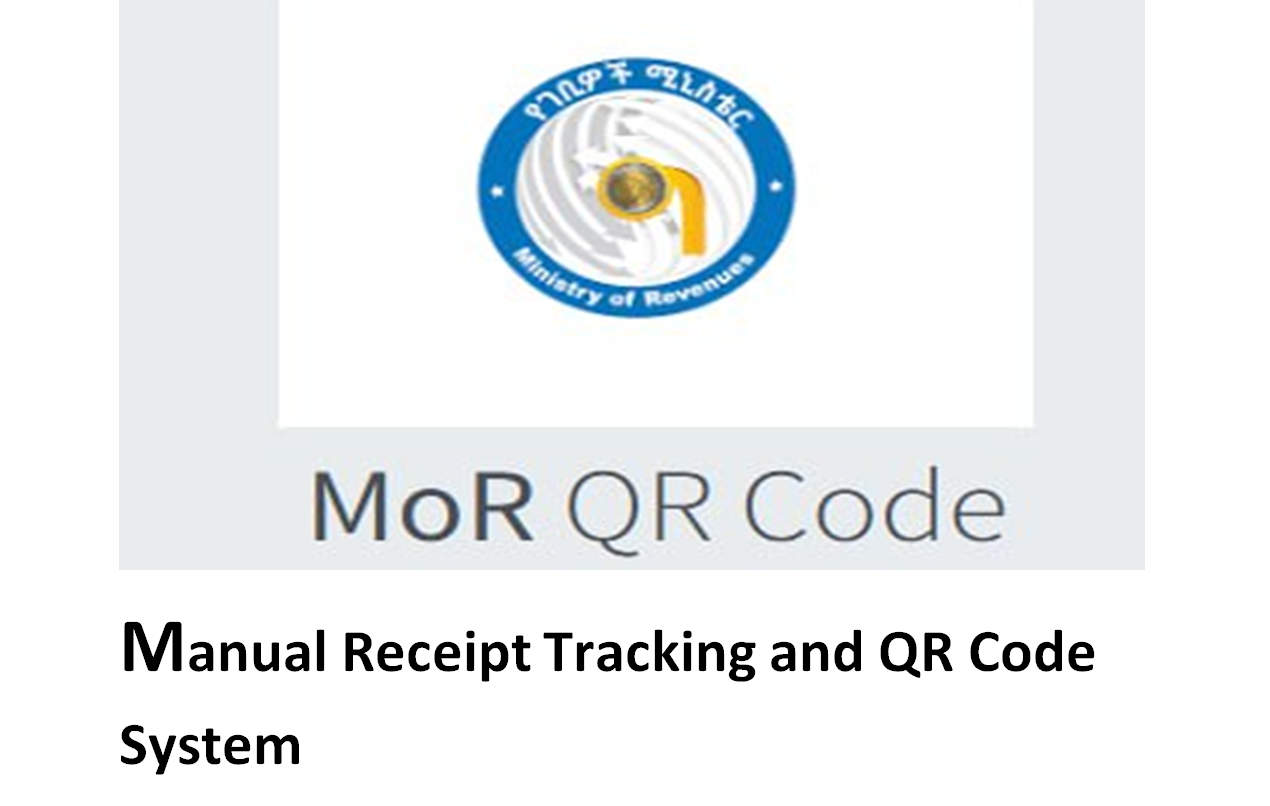 የገቢዎች ሚኒስቴር
Ministry of Revenues
MoR QR Code
Manual Receipt Tracking and QR Code
System